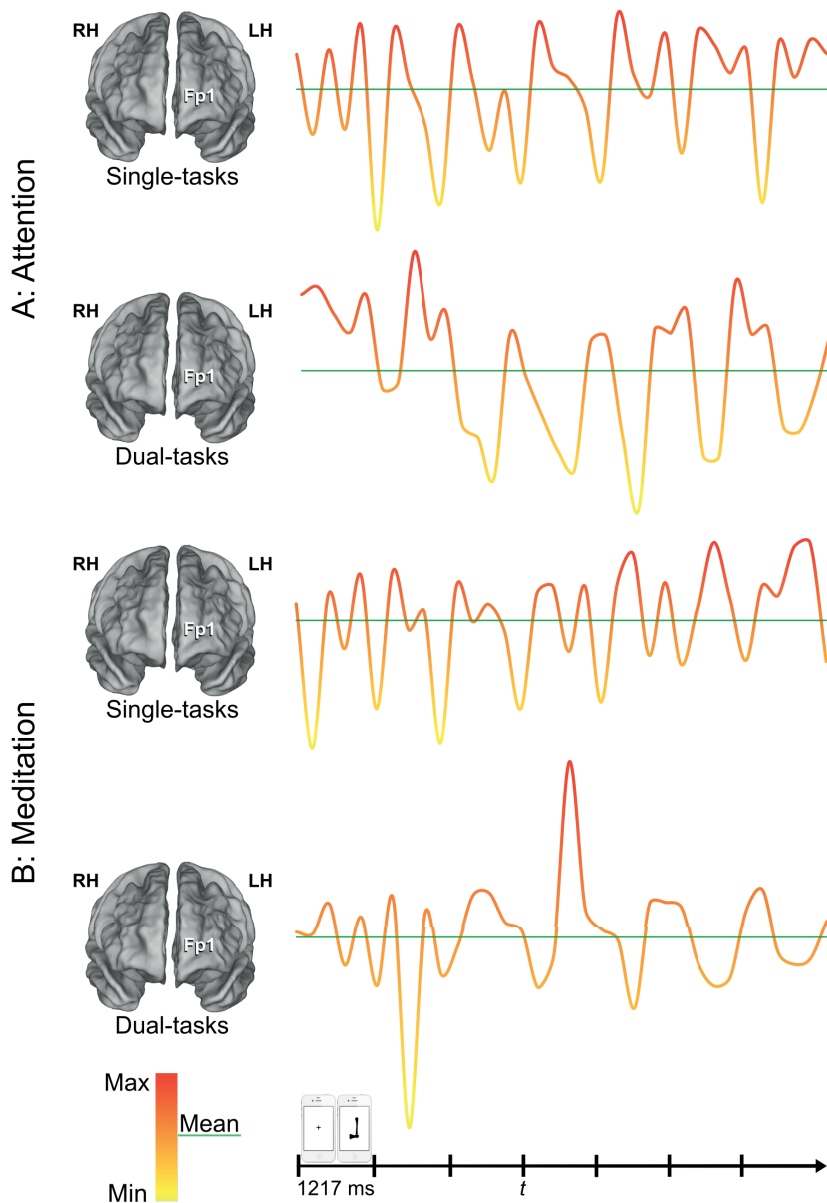 A: Attention
RH LH
Fp1
Single-tasks
RH LH
Fp1
Dual-tasks
B: Meditation
RH LH
Fp1
Single-tasks
RH LH
Fp1
Dual-tasks
Max
Mean
Min
1217 ms
t